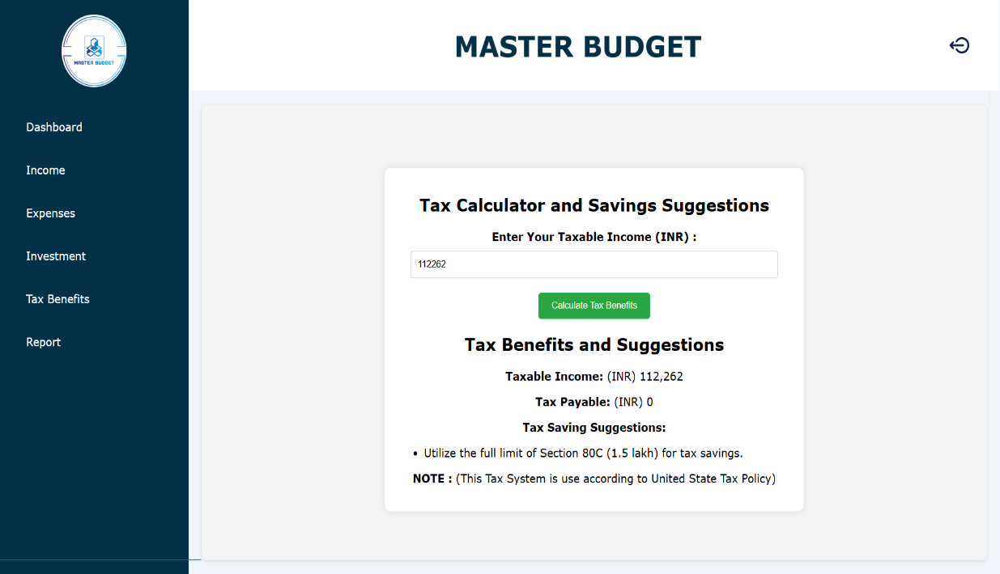 MASTER BUDGET
MASTER BUDGET
Dashboard
Income
Expenses
Investment
Tax Benefits
Report
Tax Calculator and Savings Suggestions
Enter Your Taxable Income (INR) :
112262
Calculate Tax Benefits
Tax Benefits and Suggestions
Taxable Income: (INR) 112,262
Tax Payable: (INR) 0
Tax Saving Suggestions:
• Utilize the full limit of Section 80C (1.5 lakh) for tax savings.
NOTE : (This Tax System is use according to United State Tax Policy)